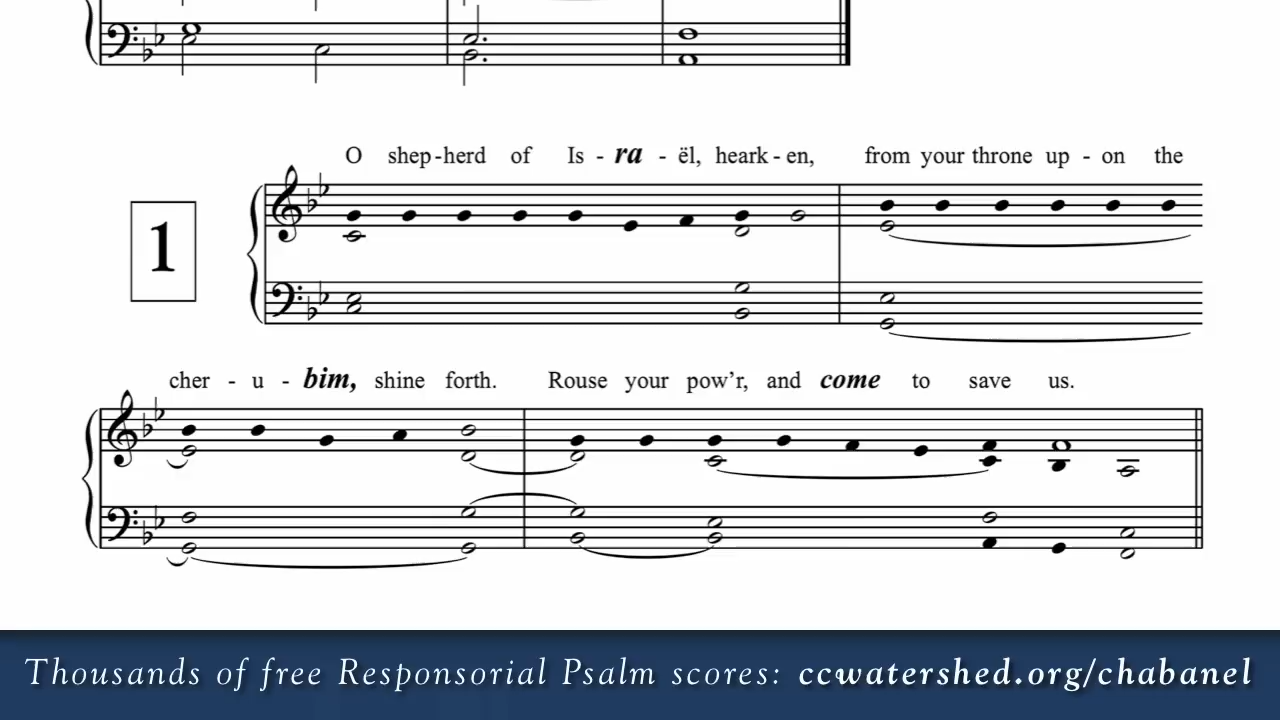 O shep - herd of Is - ra - ël, heark - en, from your throne up - on the
1
cher - u - bim, shine forth. Rouse your pow’r, and come to save us.
Thousands of free Responsorial Psalm scores: ccwatershed.org/chabanel